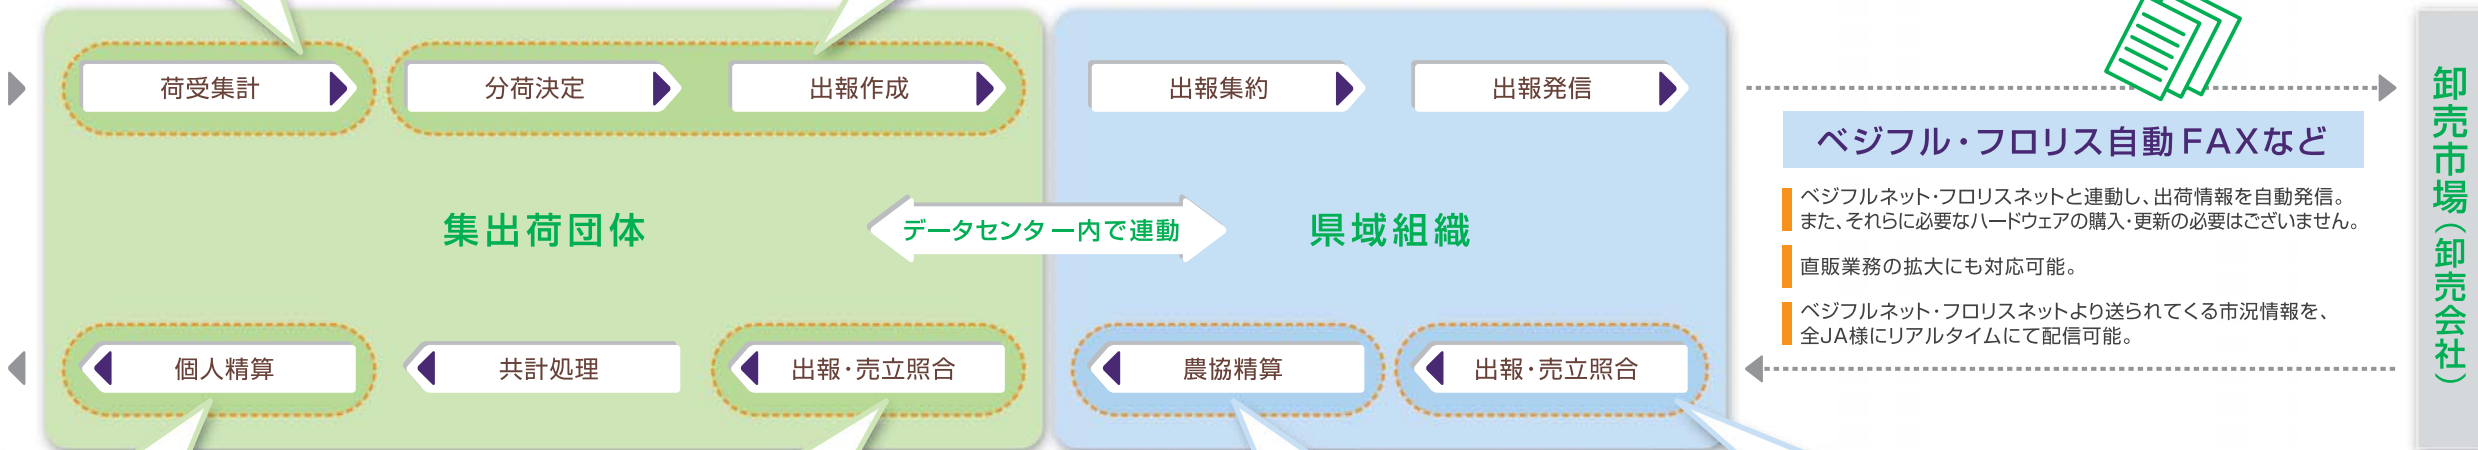 荷受集計
分荷決定
出報作成
出報集約
出報発信
集出荷団体
データセンター内で連動
県域組織
個人精算
共計処理
出報・売立照合
農協精算
出報・売立照合
ベジフル・フロリス自動FAXなど
ベジフルネット・フロリスネットと連動し、出荷情報を自動発信。
また、それらに必要なハードウェアの購入・更新の必要はございません。
直販業務の拡大にも対応可能。
ベジフルネット・フロリスネットより送られてくる市況情報を、
全JA様にリアルタイムにて配信可能。
卸売市場（卸売会社）